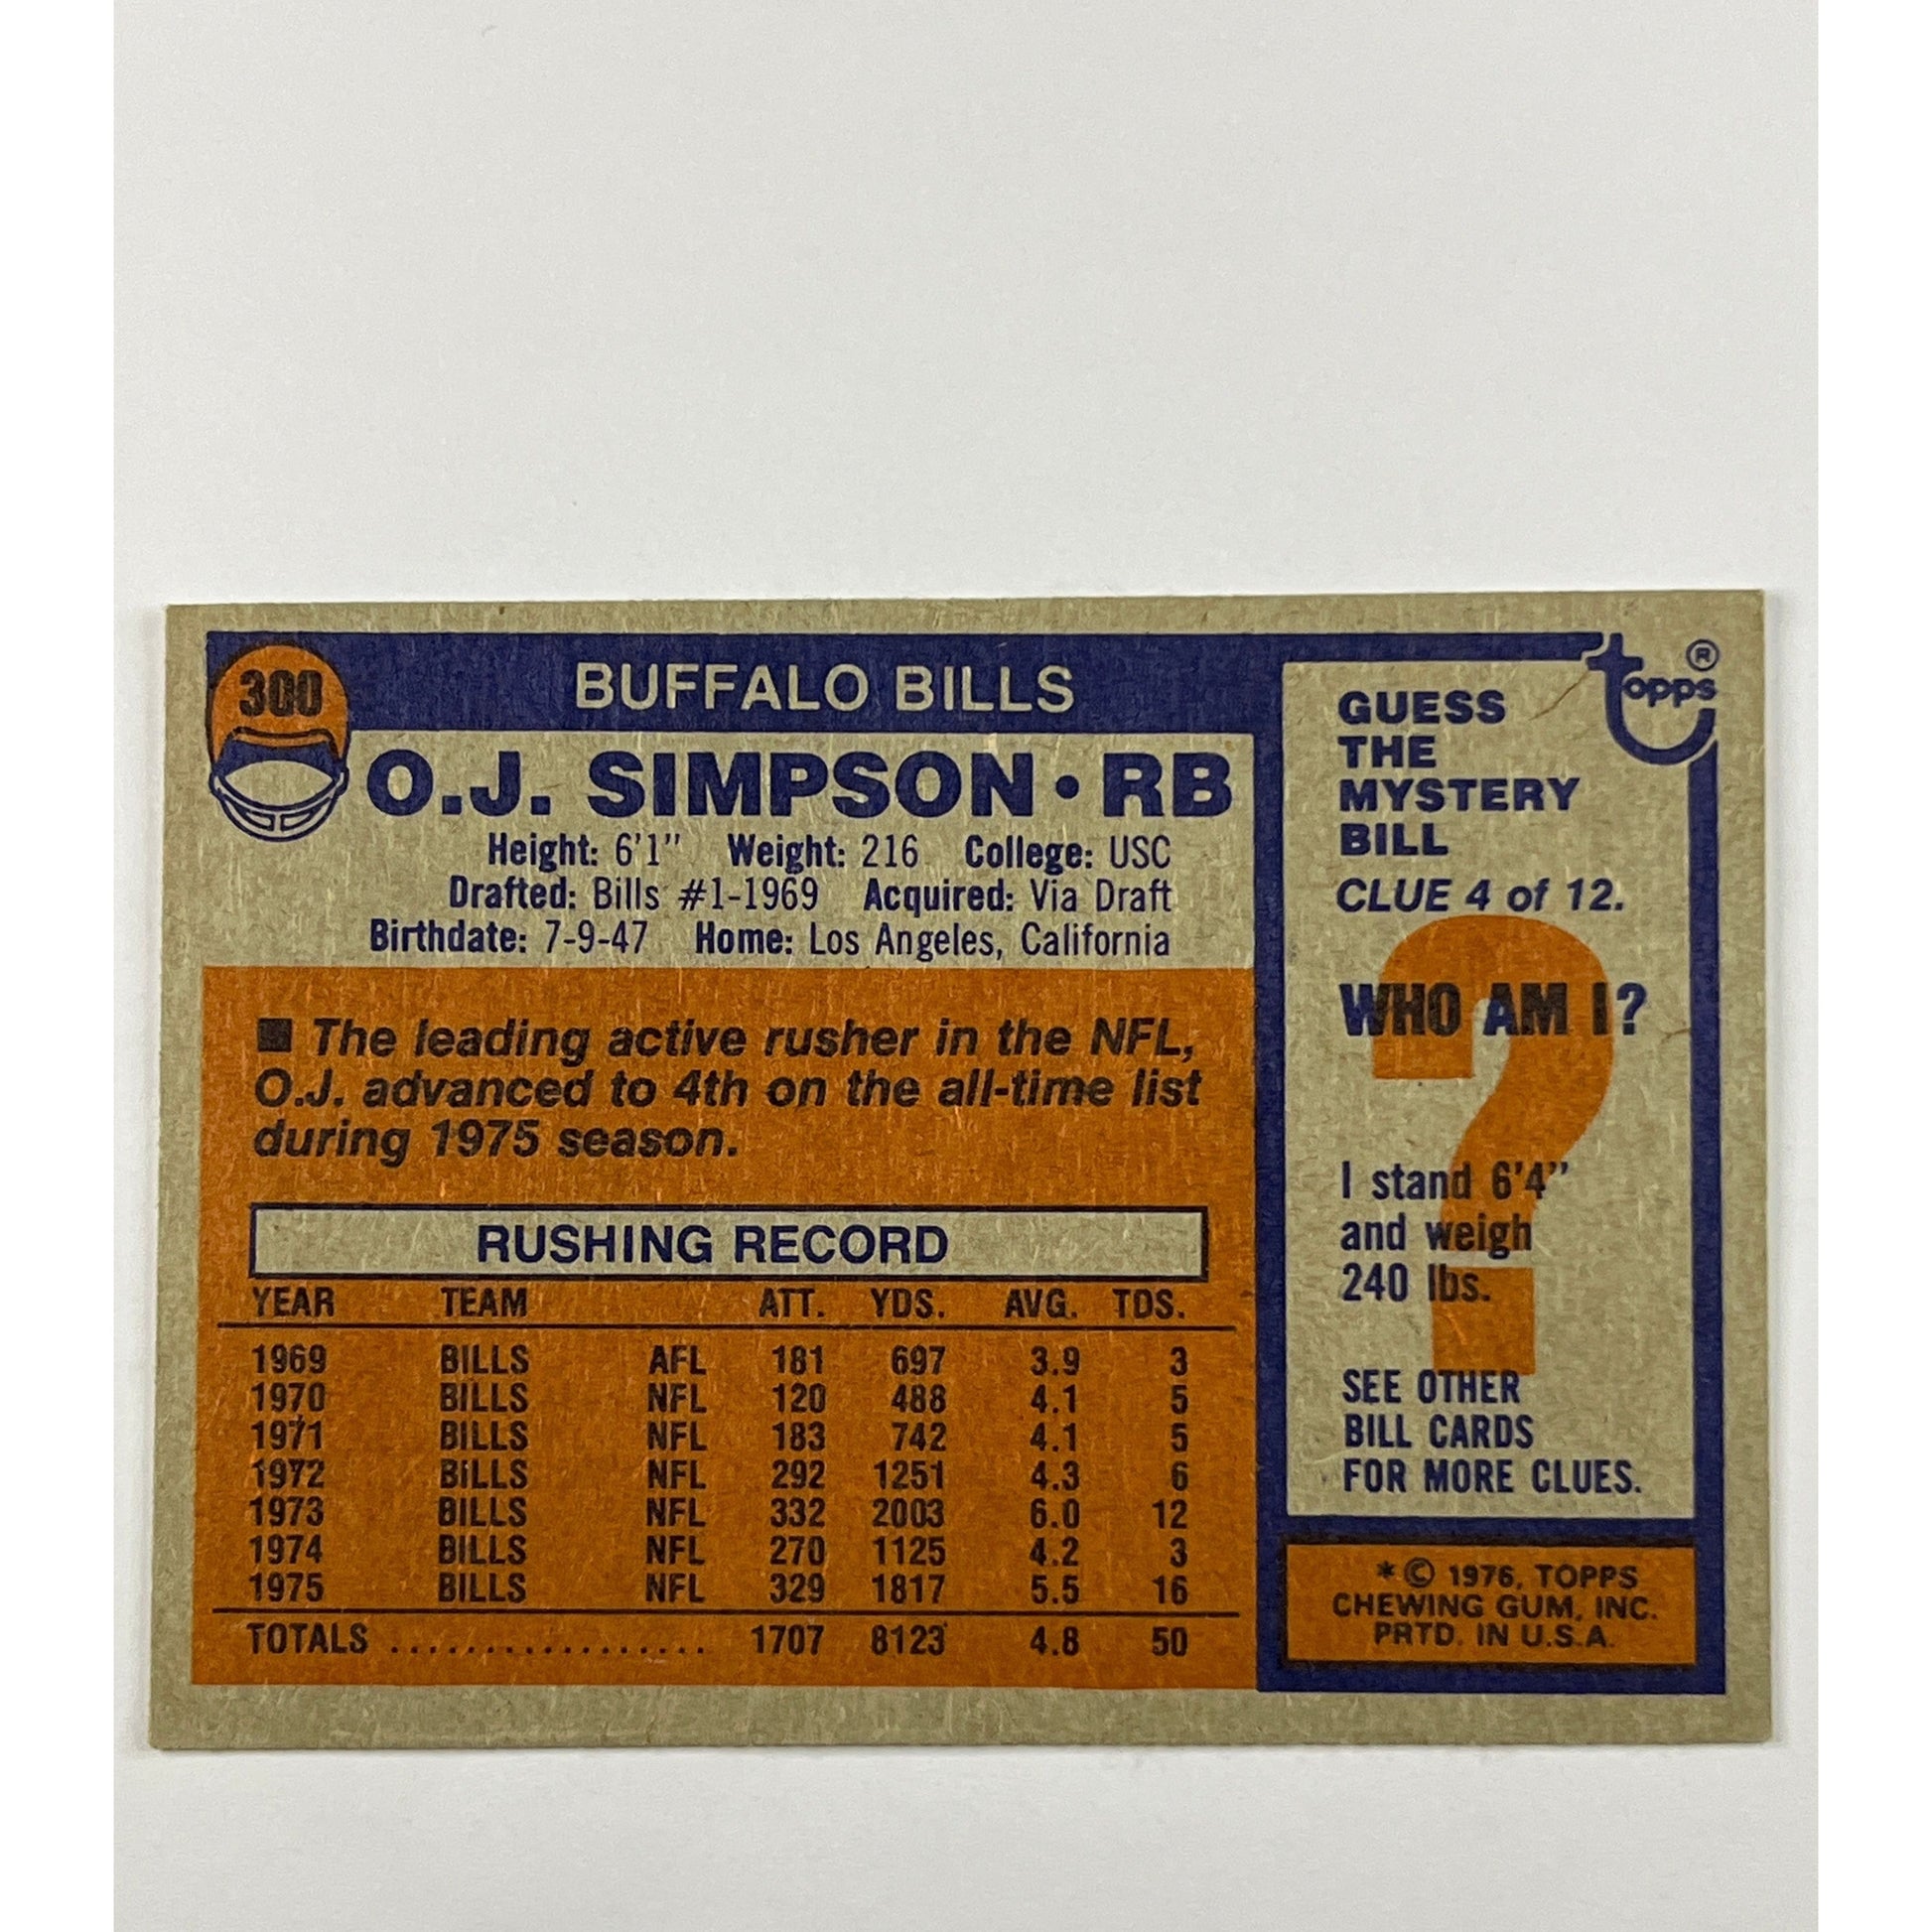 300
BUFFALO BILLS
O.J. SIMPSON • RB
Height: 6'1" Weight: 216 College: USC
Drafted: Bills #1-1969 Acquired: Via Draft
Birthdate: 7-9-47 Home: Los Angeles, California
■ The leading active rusher in the NFL,
O.J. advanced to 4th on the all-time list
during 1975 season.
RUSHING RECORD
YEAR TEAM ATT. YDS. AVG. TDS.
1969 BILLS AFL 181 697 3.9 3
1970 BILLS NFL 120 488 4.1 5
1971 BILLS NFL 183 742 4.1 5
1972 BILLS NFL 292 1251 4.3 6
1973 BILLS NFL 332 2003 6.0 12
1974 BILLS NFL 270 1125 4.2 3
1975 BILLS NFL 329 1817 5.5 16
TOTALS ................. 1707 8123 4.8 50
topps®
GUESS
THE
MYSTERY
BILL
CLUE 4 of 12.
WHO AM I?
?
I stand 6'4"
and weigh
240 lbs.
SEE OTHER
BILL CARDS
FOR MORE CLUES.
*© 1976, TOPPS
CHEWING GUM, INC.
PRTD. IN U.S.A.